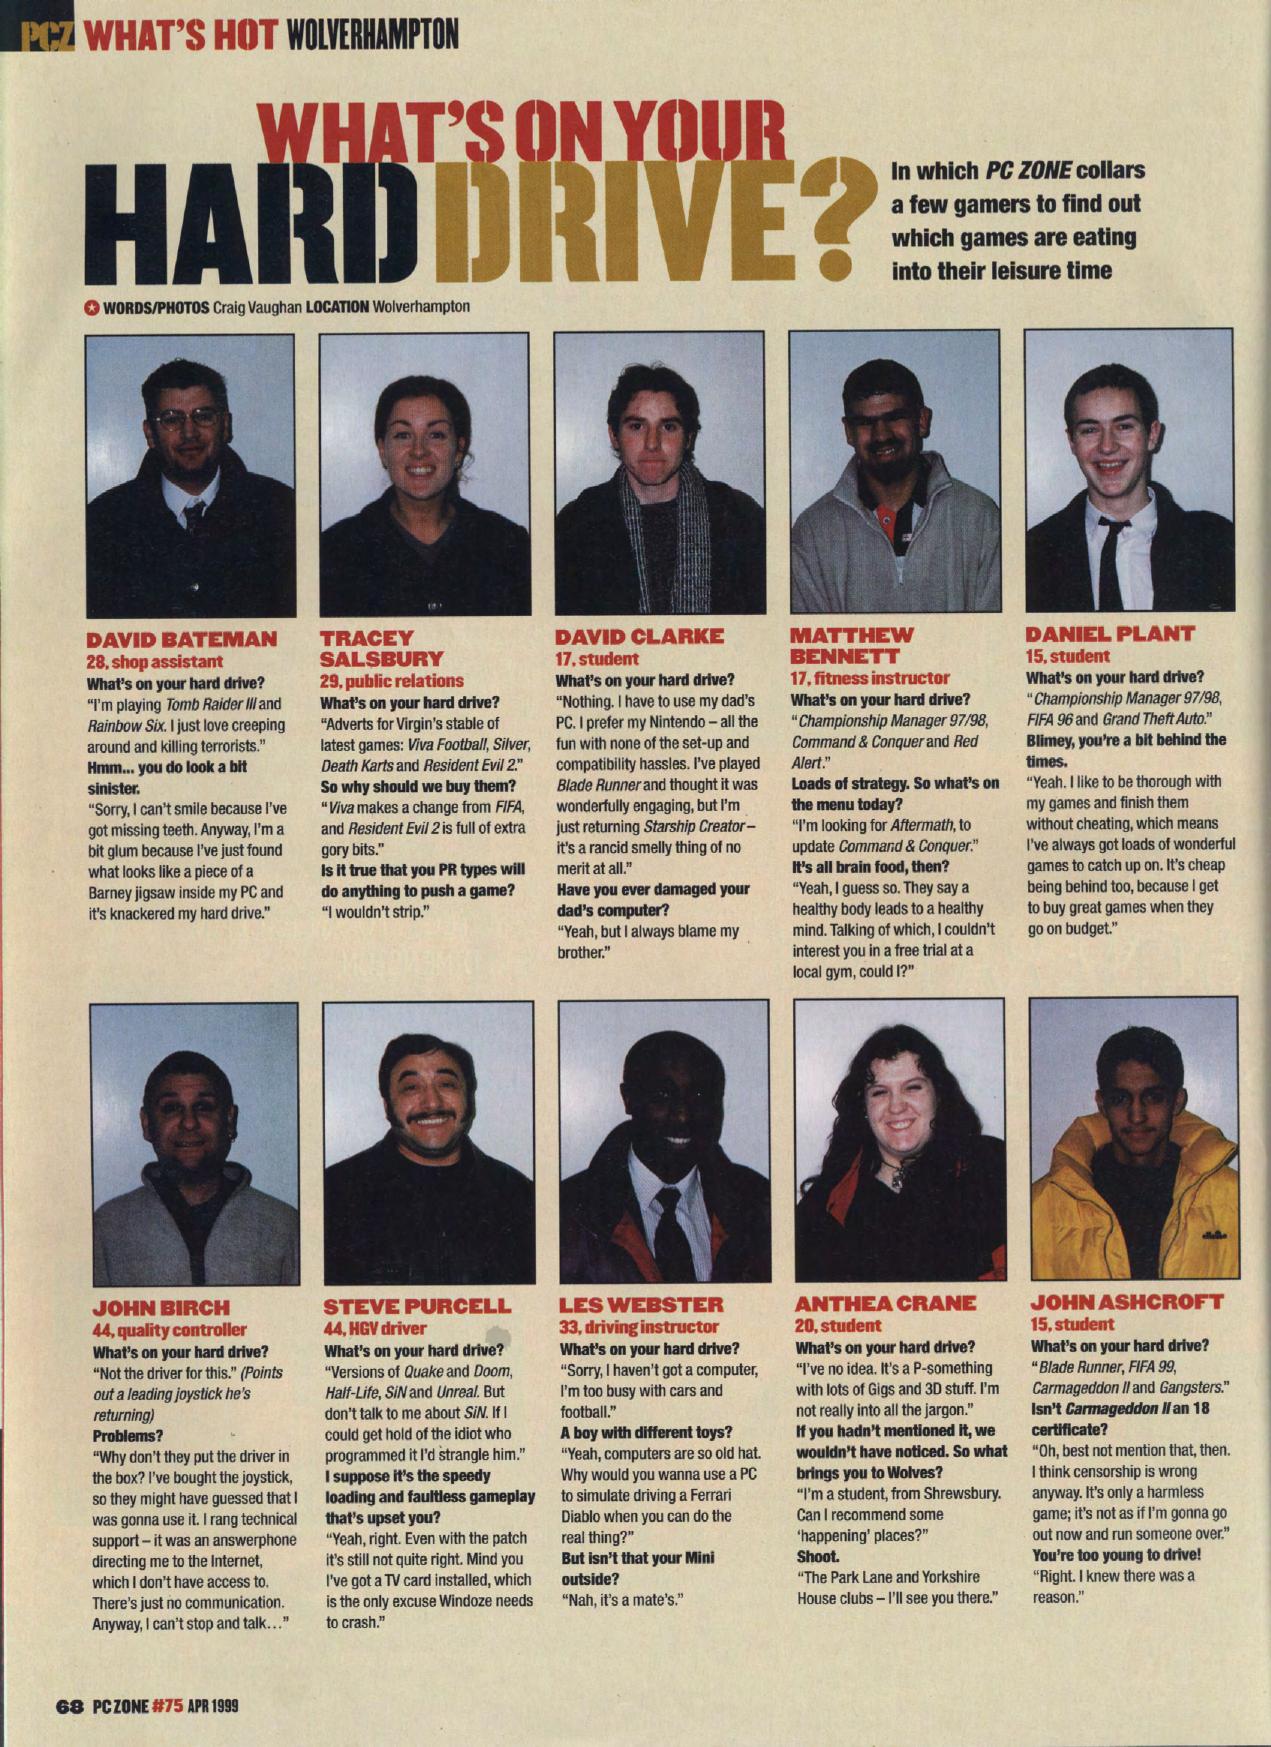 PCZ WHAT'S HOT WOLVERHAMPTON
WHAT'S ON YOUR
HARD DRIVE?
In which PC ZONE collars
a few gamers to find out
which games are eating
into their leisure time
WORDS/PHOTOS Craig Vaughan LOCATION Wolverhampton
DAVID BATEMAN
28, shop assistant
What's on your hard drive?
"I'm playing Tomb Raider III and
Rainbow Six. I just love creeping
around and killing terrorists."
Hmm... you do look a bit
sinister.
"Sorry, I can't smile because I've
got missing teeth. Anyway, I'm a
bit glum because I've just found
what looks like a piece of a
Barney jigsaw inside my PC and
it's knackered my hard drive."
TRACEY
SALSBURY
29, public relations
What's on your hard drive?
"Adverts for Virgin's stable of
latest games: Viva Football, Silver,
Death Karts and Resident Evil 2."
So why should we buy them?
"Viva makes a change from FIFA,
and Resident Evil 2 is full of extra
gory bits."
Is it true that you PR types will
do anything to push a game?
"I wouldn't strip."
DAVID CLARKE
17, student
What's on your hard drive?
"Nothing. I have to use my dad's
PC. I prefer my Nintendo – all the
fun with none of the set-up and
compatibility hassles. I've played
Blade Runner and thought it was
wonderfully engaging, but I'm
just returning Starship Creator –
it's a rancid smelly thing of no
merit at all."
Have you ever damaged your
dad's computer?
"Yeah, but I always blame my
brother."
MATTHEW
BENNETT
17, fitness instructor
What's on your hard drive?
"Championship Manager 97/98,
Command & Conquer and Red
Alert."
Loads of strategy. So what's on
the menu today?
"I'm looking for Aftermath, to
update Command & Conquer."
It's all brain food, then?
"Yeah, I guess so. They say a
healthy body leads to a healthy
mind. Talking of which, I couldn't
interest you in a free trial at a
local gym, could I?"
DANIEL PLANT
15, student
What's on your hard drive?
"Championship Manager 97/98,
FIFA 96 and Grand Theft Auto."
Blimey, you're a bit behind the
times.
"Yeah. I like to be thorough with
my games and finish them
without cheating, which means
I've always got loads of wonderful
games to catch up on. It's cheap
being behind too, because I get
to buy great games when they
go on budget."
JOHN BIRCH
44, quality controller
What's on your hard drive?
"Not the driver for this." (Points
out a leading joystick he's
returning)
Problems?
"Why don't they put the driver in
the box? I've bought the joystick,
so they might have guessed that I
was gonna use it. I rang technical
support – it was an answerphone
directing me to the Internet,
which I don't have access to.
There's just no communication.
Anyway, I can't stop and talk..."
STEVE PURCELL
44, HGV driver
What's on your hard drive?
"Versions of Quake and Doom,
Half-Life, SiN and Unreal. But
don't talk to me about SiN. If I
could get hold of the idiot who
programmed it I'd strangle him."
I suppose it's the speedy
loading and faultless gameplay
that's upset you?
"Yeah, right. Even with the patch
it's still not quite right. Mind you
I've got a TV card installed, which
is the only excuse Windoze needs
to crash."
LES WEBSTER
33, driving instructor
What's on your hard drive?
"Sorry, I haven't got a computer,
I'm too busy with cars and
football."
A boy with different toys?
"Yeah, computers are so old hat.
Why would you wanna use a PC
to simulate driving a Ferrari
Diablo when you can do the
real thing?"
But isn't that your Mini
outside?
"Nah, it's a mate's."
ANTHEA CRANE
20, student
What's on your hard drive?
"I've no idea. It's a P-something
with lots of Gigs and 3D stuff. I'm
not really into all the jargon."
If you hadn't mentioned it, we
wouldn't have noticed. So what
brings you to Wolves?
"I'm a student, from Shrewsbury.
Can I recommend some
'happening' places?"
Shoot.
"The Park Lane and Yorkshire
House clubs – I'll see you there."
JOHN ASHCROFT
15, student
What's on your hard drive?
"Blade Runner, FIFA 99,
Carmageddon II and Gangsters."
Isn't Carmageddon II an 18
certificate?
"Oh, best not mention that, then.
I think censorship is wrong
anyway. It's only a harmless
game; it's not as if I'm gonna go
out now and run someone over."
You're too young to drive!
"Right. I knew there was a
reason."
68 PC ZONE #75 APR 1999